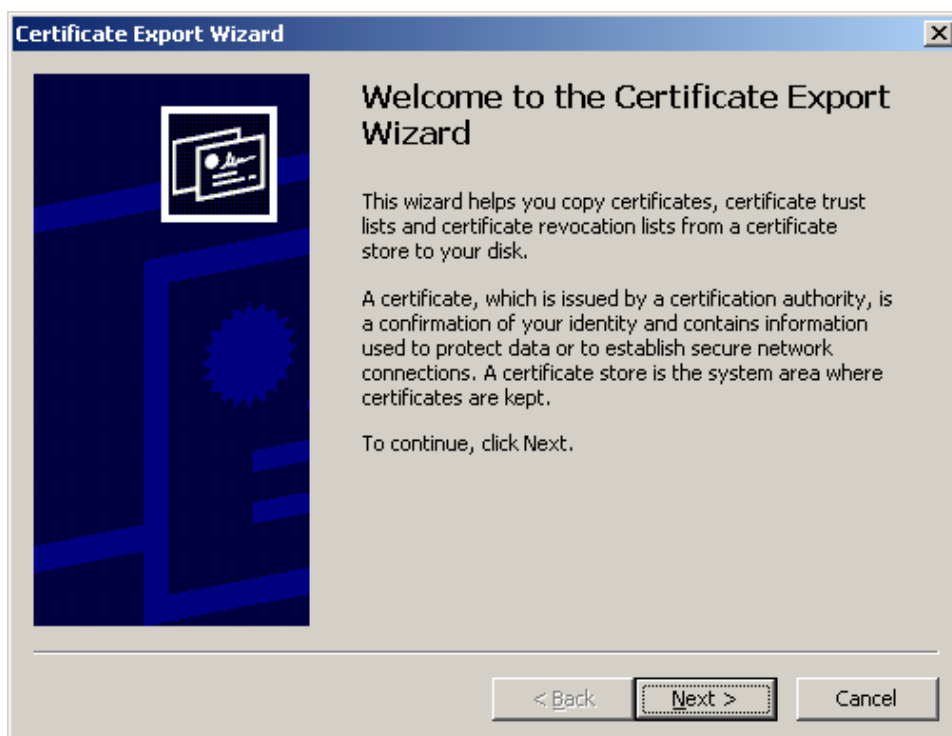 Certificate Export Wizard
Welcome to the Certificate Export
Wizard
This wizard helps you copy certificates, certificate trust
lists and certificate revocation lists from a certificate
store to your disk.
A certificate, which is issued by a certification authority, is
a confirmation of your identity and contains information
used to protect data or to establish secure network
connections. A certificate store is the system area where
certificates are kept.
To continue, click Next.
< Back
Next >
Cancel